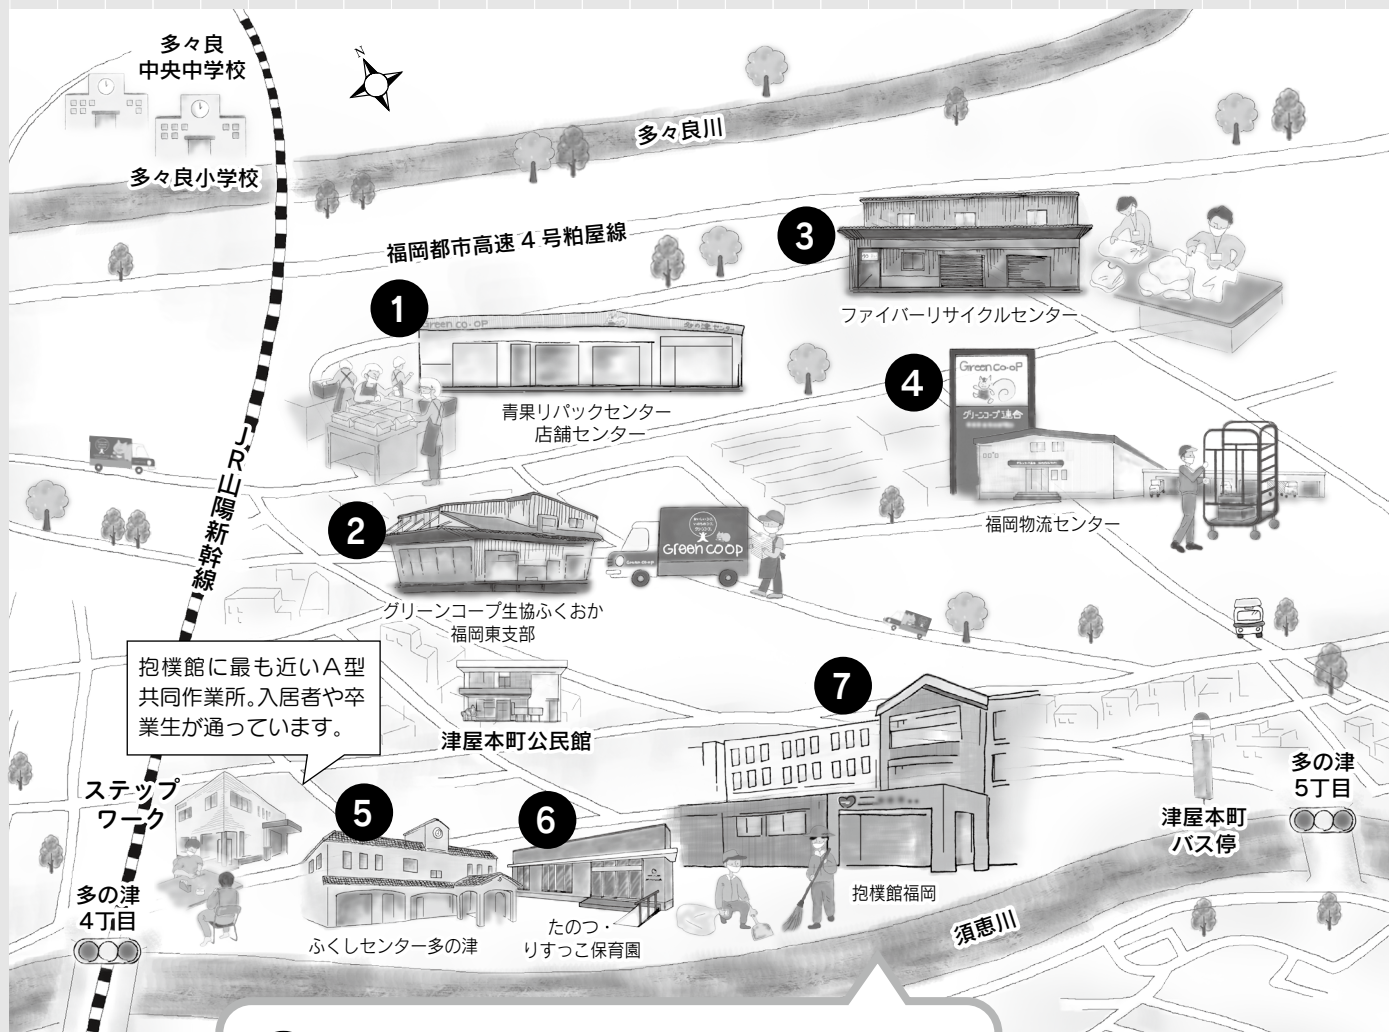 多々良
中央中学校
N
多々良小学校
多々良川
福岡都市高速4号粕屋線
3
ファイバーリサイクルセンター
1
Green co･oP
多の津センター
青果リパックセンター
店舗センター
4
Green co-oP
グリーンコープ連合
福岡物流センター
JR山陽新幹線
2
Green coop
グリーンコープ生協ふくおか
福岡東支部
抱樸館に最も近いA型
共同作業所。入居者や卒
業生が通っています。
津屋本町公民館
7
抱樸館福岡
ステップ
ワーク
5
ふくしセンター多の津
6
たのつ・
りすっこ保育園
津屋本町
バス停
多の津
5丁目
多の津
4丁目
須恵川